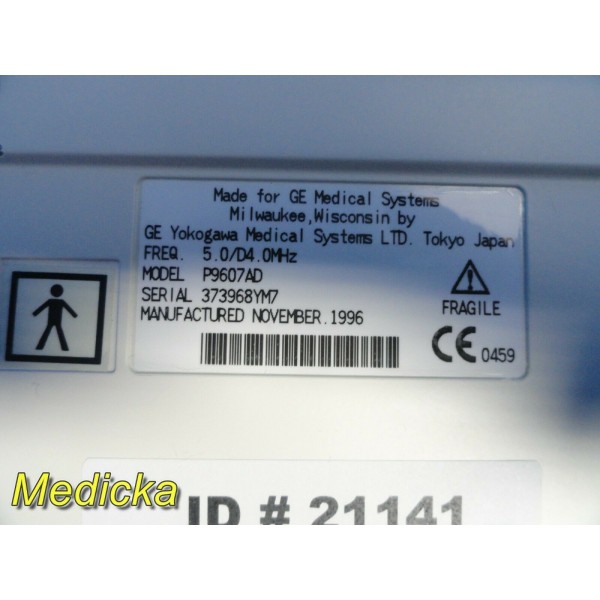 Made for GE Medical Systems
Milwaukee,Wisconsin by
GE Yokogawa Medical Systems LTD. Tokyo Japan
FREQ. 5.0/D4.0MHz
MODEL P9607AD
SERIAL 373968YM7
MANUFACTURED NOVEMBER.1996
FRAGILE
CE 0459
Medicka
ID # 21141